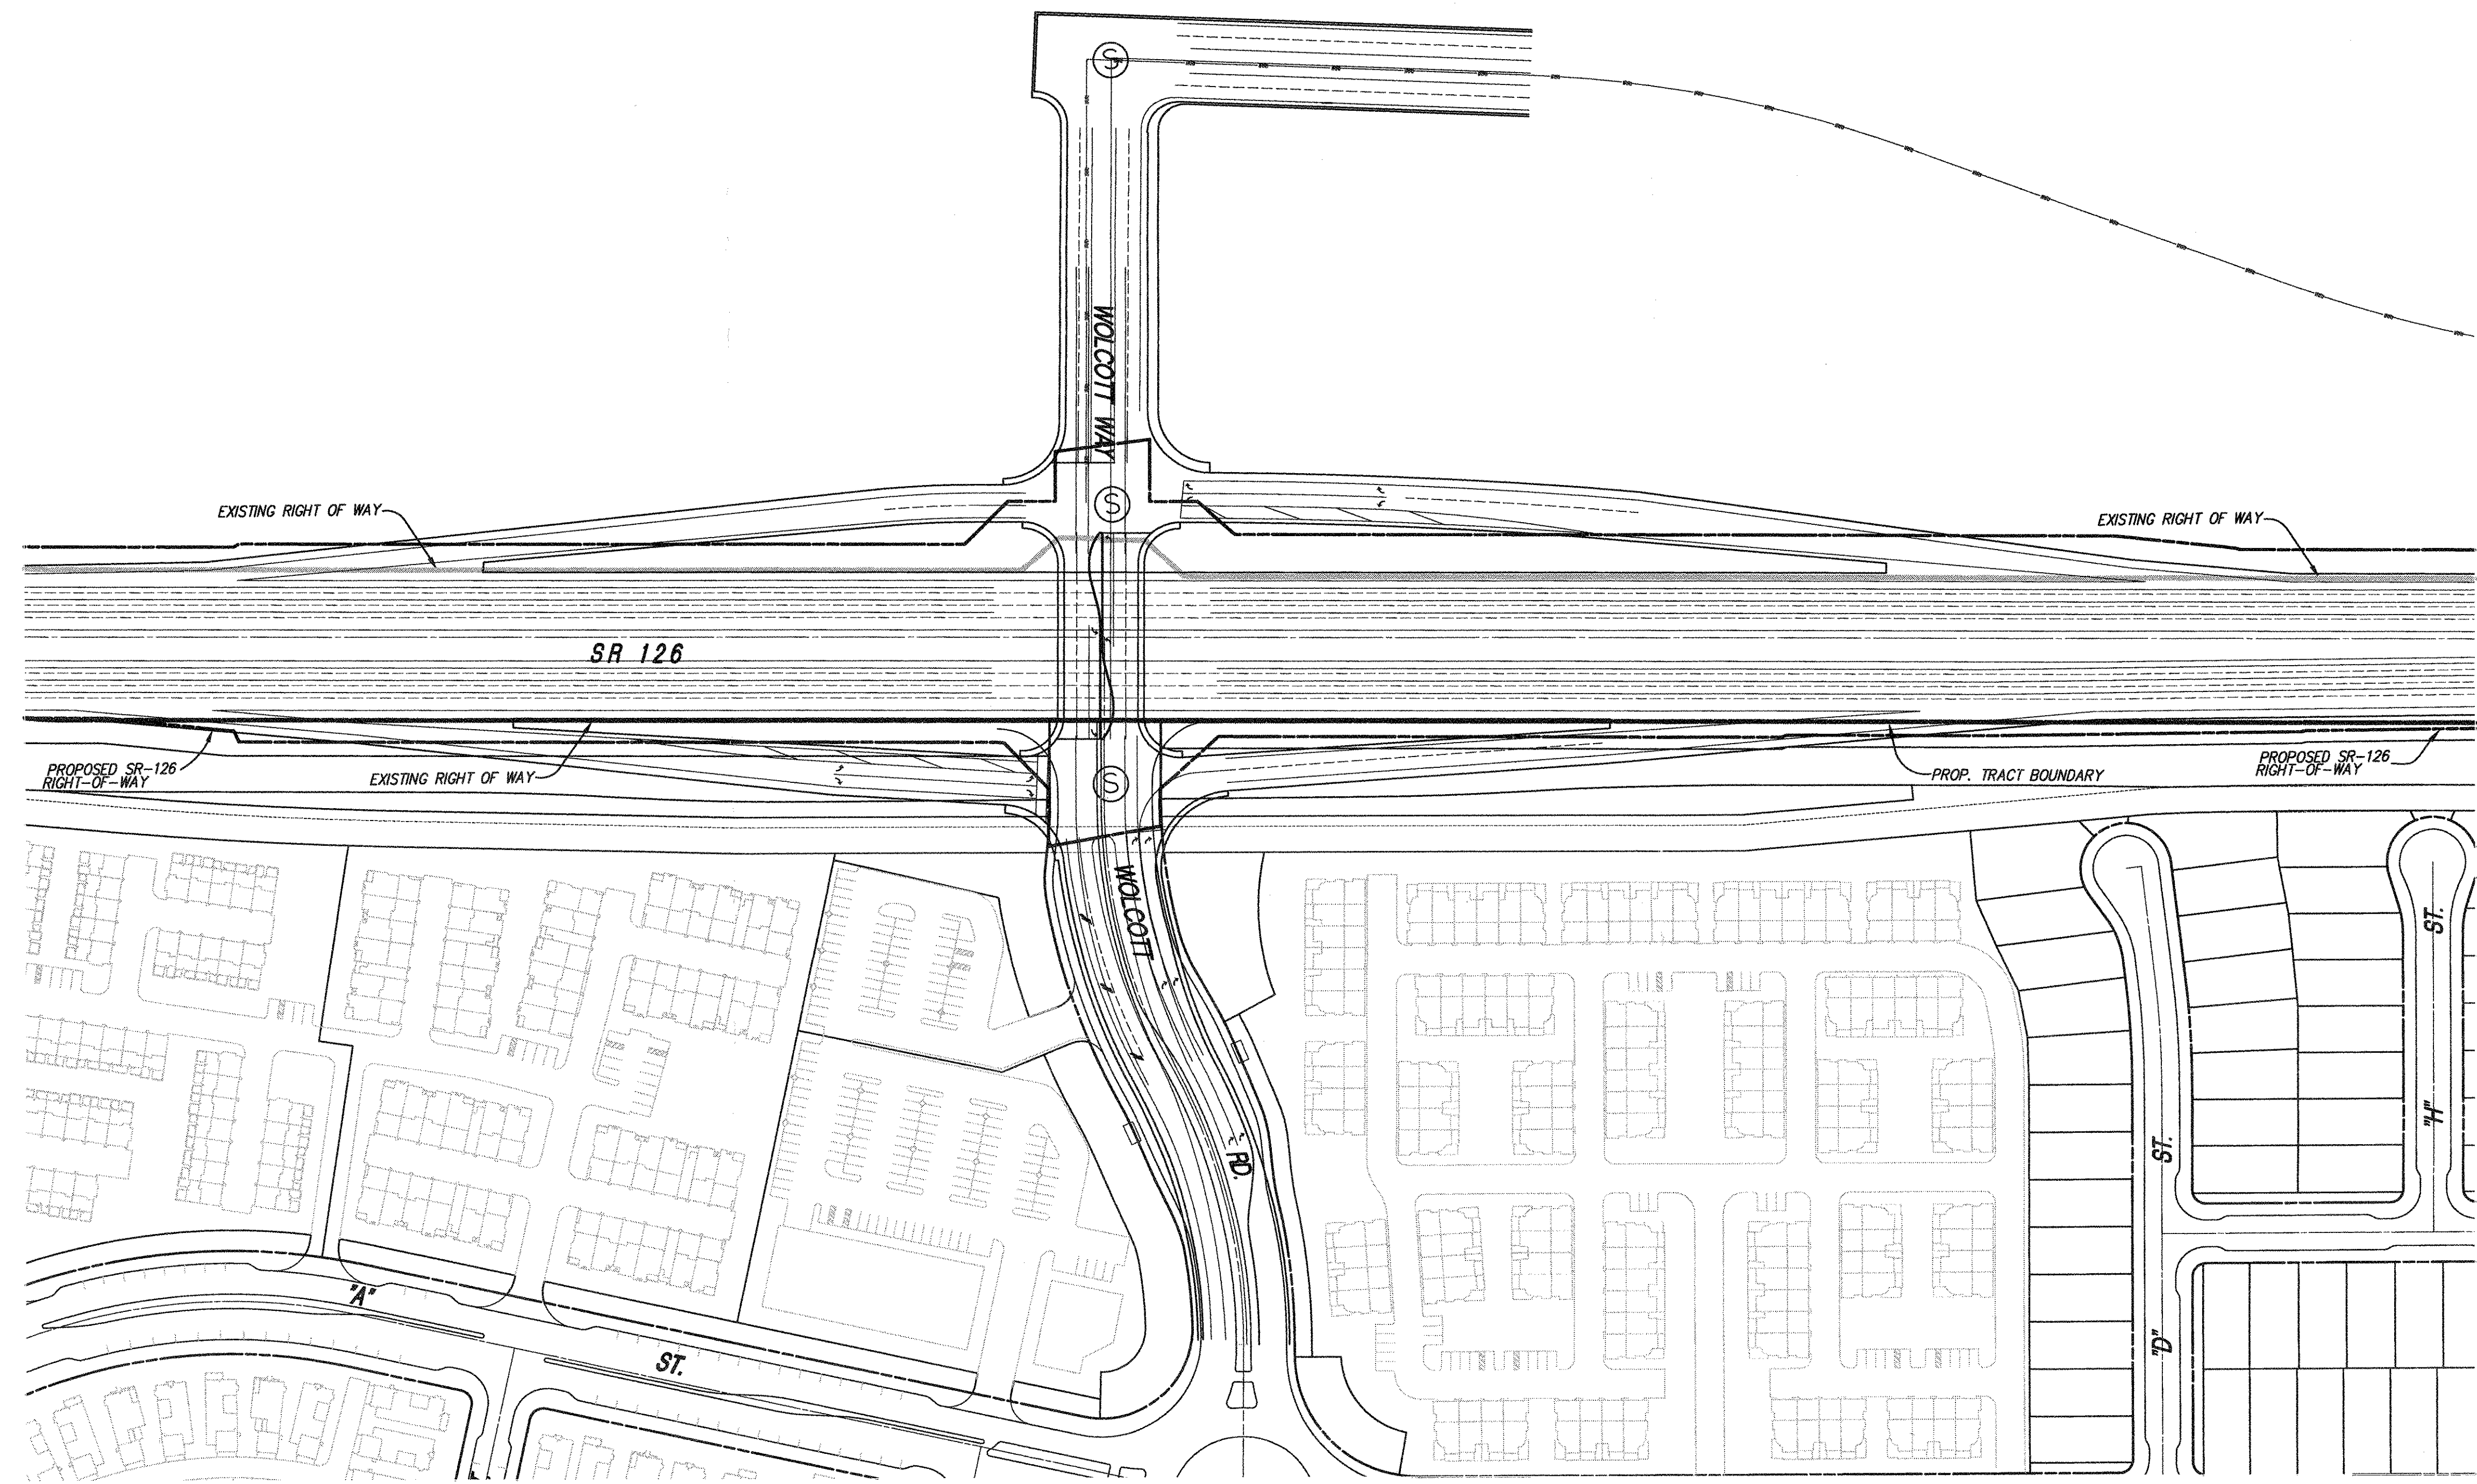 S
WOLCOTT WAY
S
EXISTING RIGHT OF WAY
EXISTING RIGHT OF WAY
SR 126
PROPOSED SR-126
RIGHT-OF-WAY
EXISTING RIGHT OF WAY
S
PROP. TRACT BOUNDARY
PROPOSED SR-126
RIGHT-OF-WAY
WOLCOTT
RD.
"A"
ST.
"D"
ST.
"H"
ST.